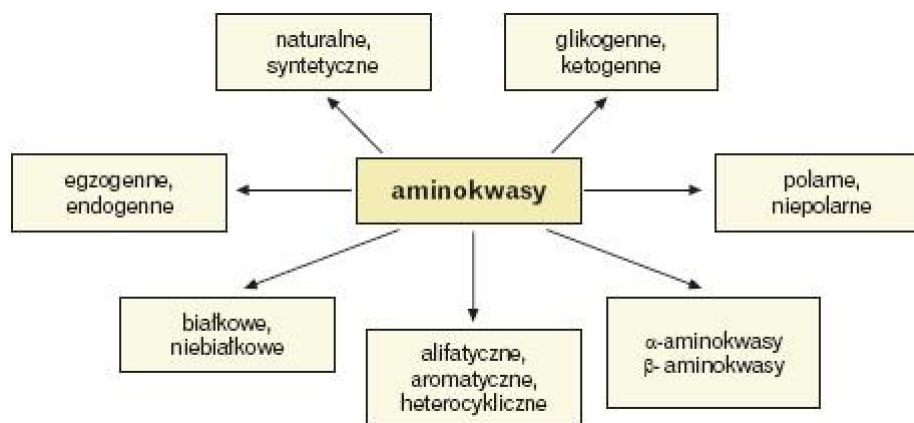 naturalne,
syntetyczne
glikogenne,
ketogenne
egzogenne,
endogenne
aminokwasy
polarne,
niepolarne
białkowe,
niebiałkowe
alifatyczne,
aromatyczne,
heterocykliczne
α-aminokwasy
β- aminokwasy